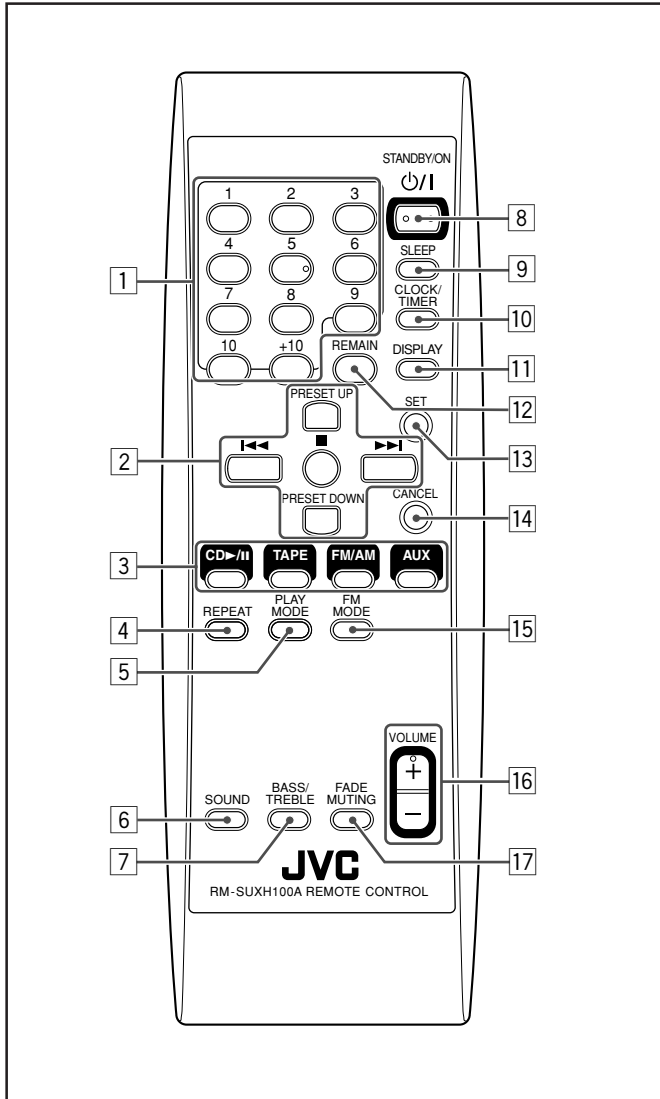 STANDBY/ON
⏻/I
1 2 3
8
SLEEP
4 5 6
9
1
CLOCK/
TIMER
7 8 9
10
10 +10 REMAIN DISPLAY
11
12
PRESET UP SET
2
13
PRESET DOWN CANCEL
14
3
CD►/II TAPE FM/AM AUX
REPEAT PLAY MODE FM MODE
4
15
5
VOLUME
+
16
–
SOUND BASS/TREBLE FADE MUTING
6
7
17
JVC
RM-SUXH100A REMOTE CONTROL